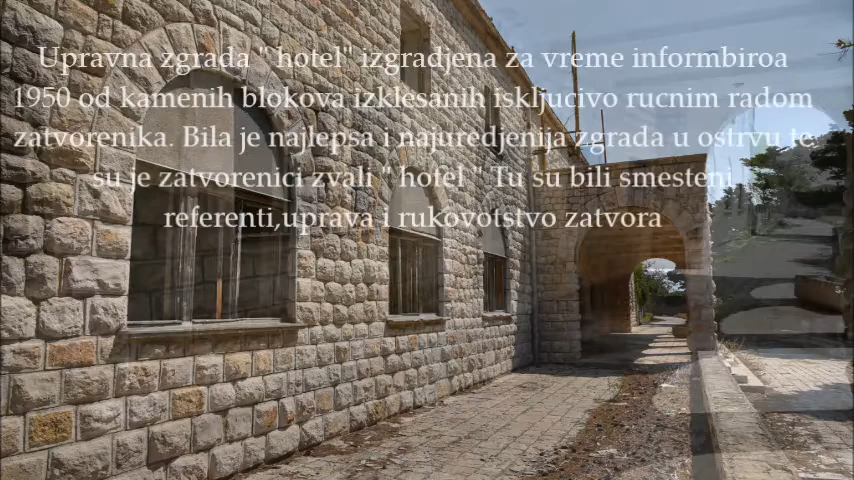 Upravna zgrada " hotel" izgradjena za vreme informbiroa
1950 od kamenih blokova izklesanih iskljucivo rucnim radom
zatvorenika. Bila je najlepsa i najuredjenija zgrada u ostrvu te
su je zatvorenici zvali " hotel " Tu su bili smesteni
referenti,uprava i rukovotstvo zatvora